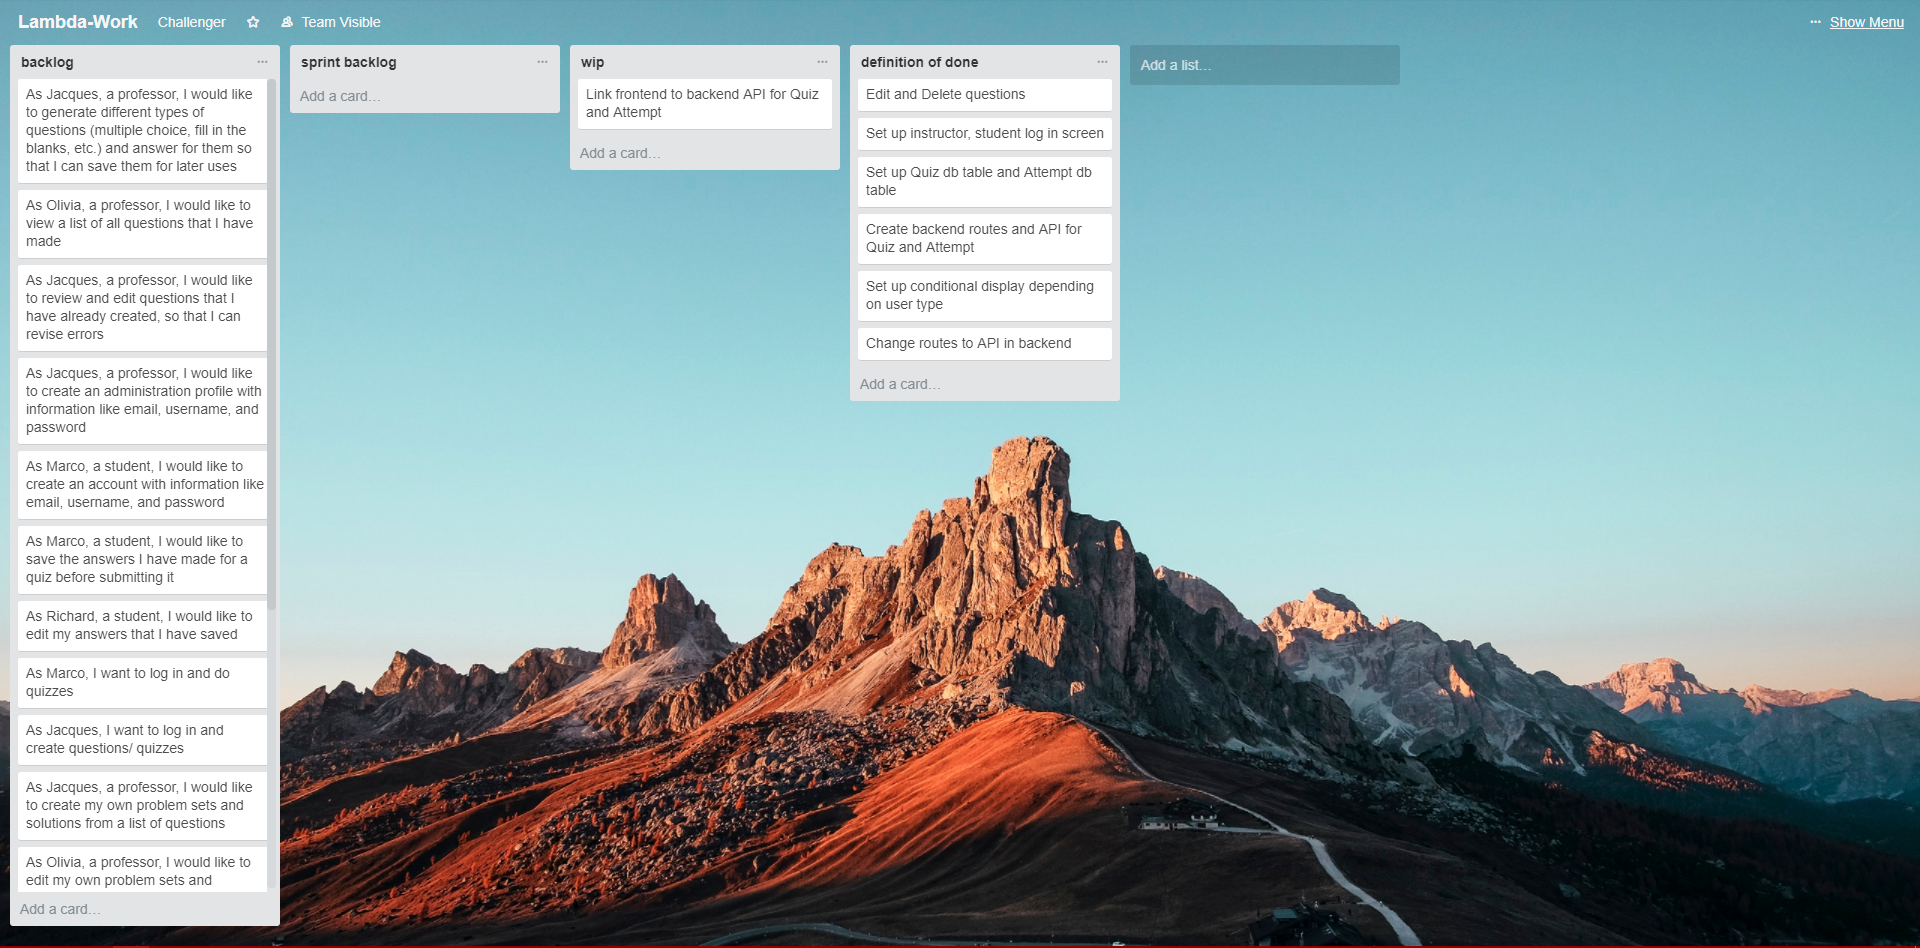 Lambda-Work
Challenger
Team Visible
··· Show Menu
backlog ···
As Jacques, a professor, I would like
to generate different types of
questions (multiple choice, fill in the
blanks, etc.) and answer for them so
that I can save them for later uses
As Olivia, a professor, I would like to
view a list of all questions that I have
made
As Jacques, a professor, I would like
to review and edit questions that I
have already created, so that I can
revise errors
As Jacques, a professor, I would like
to create an administration profile with
information like email, username, and
password
As Marco, a student, I would like to
create an account with information like
email, username, and password
As Marco, a student, I would like to
save the answers I have made for a
quiz before submitting it
As Richard, a student, I would like to
edit my answers that I have saved
As Marco, I want to log in and do
quizzes
As Jacques, I want to log in and
create questions/ quizzes
As Jacques, a professor, I would like
to create my own problem sets and
solutions from a list of questions
As Olivia, a professor, I would like to
edit my own problem sets and
Add a card...
sprint backlog ···
Add a card...
wip ···
Link frontend to backend API for Quiz
and Attempt
Add a card...
definition of done ···
Edit and Delete questions
Set up instructor, student log in screen
Set up Quiz db table and Attempt db
table
Create backend routes and API for
Quiz and Attempt
Set up conditional display depending
on user type
Change routes to API in backend
Add a card...
Add a list...